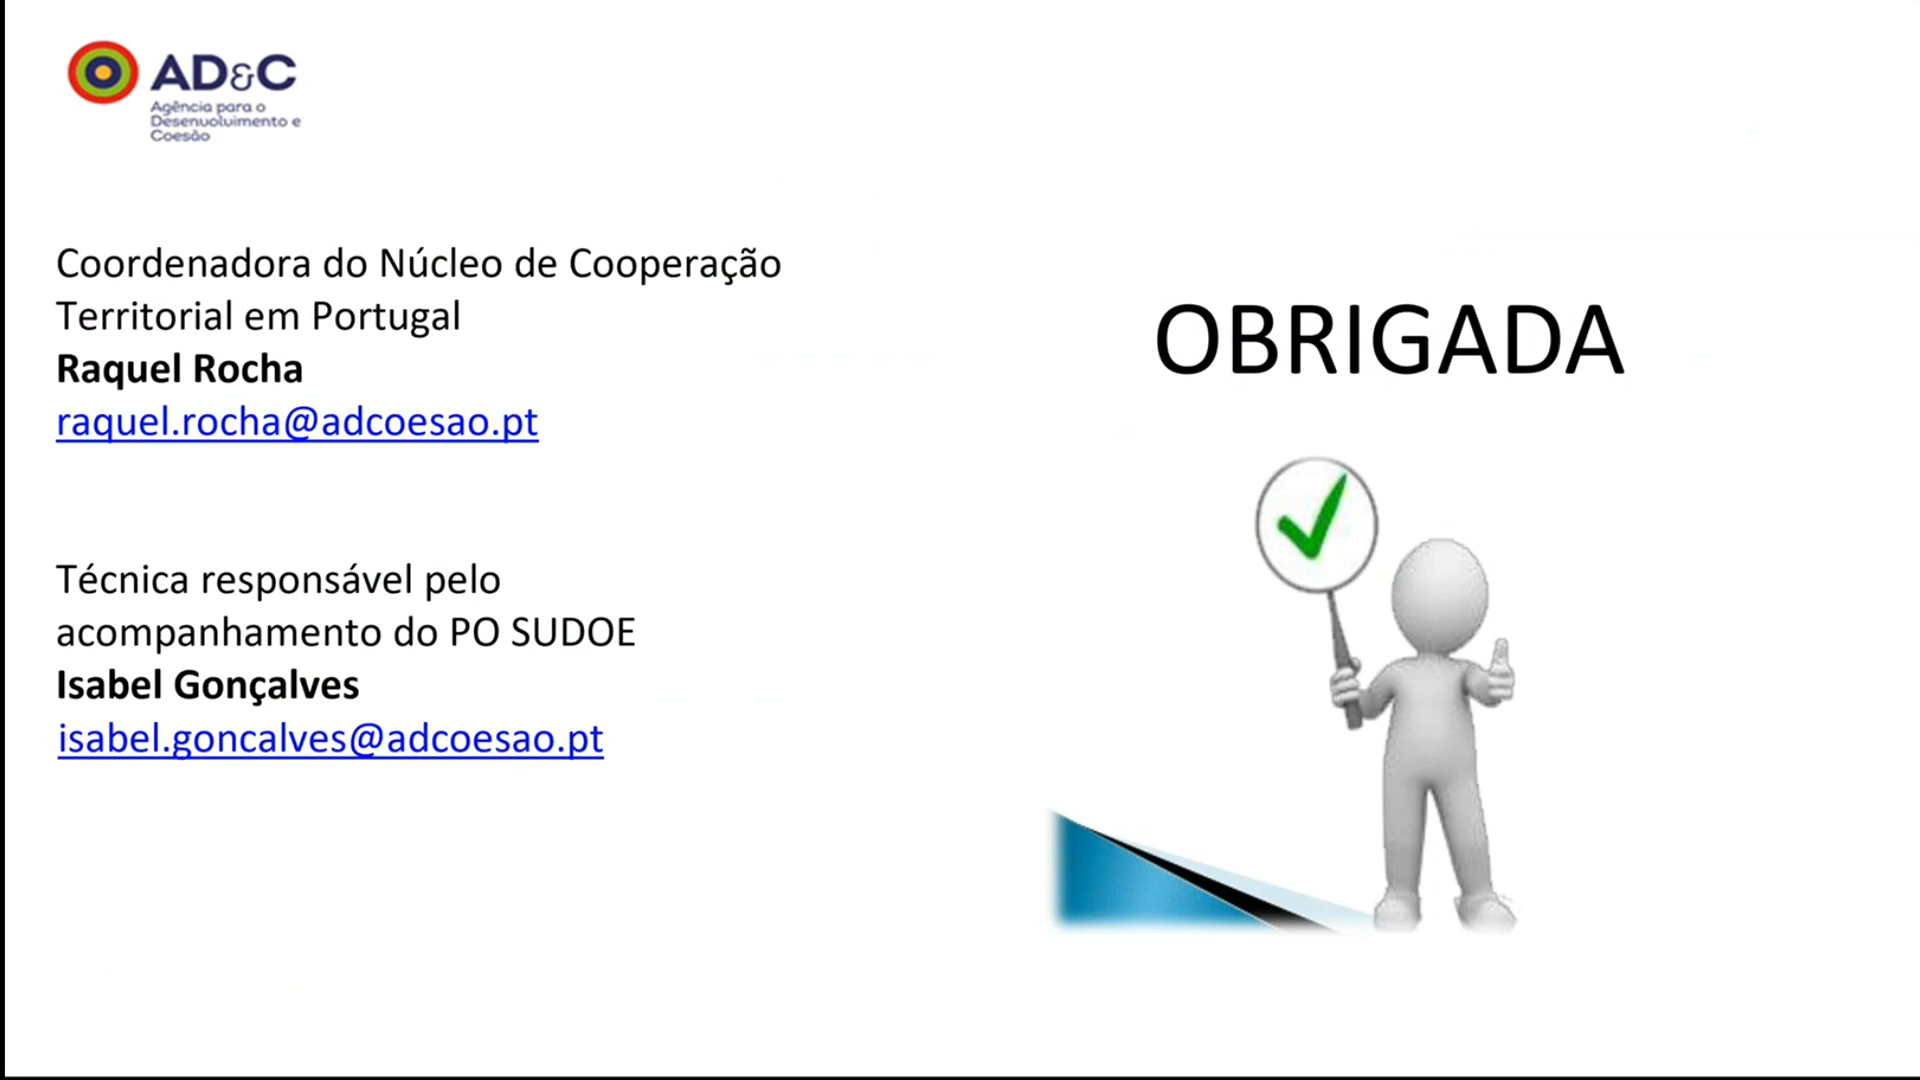 AD&C
Agência para o
Desenvolvimento e
Coesão
Coordenadora do Núcleo de Cooperação
Territorial em Portugal
Raquel Rocha
raquel.rocha@adcoesao.pt
Técnica responsável pelo
acompanhamento do PO SUDOE
Isabel Gonçalves
isabel.goncalves@adcoesao.pt
OBRIGADA